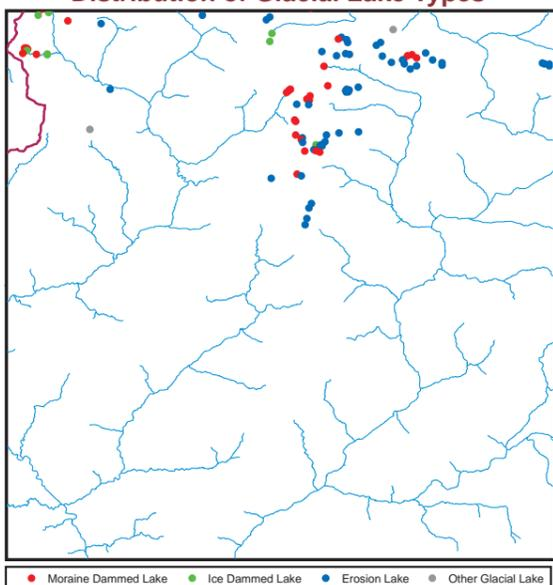 Distribution of Glacial Lake Types
Moraine Dammed Lake Ice Dammed Lake Erosion Lake Other Glacial Lake